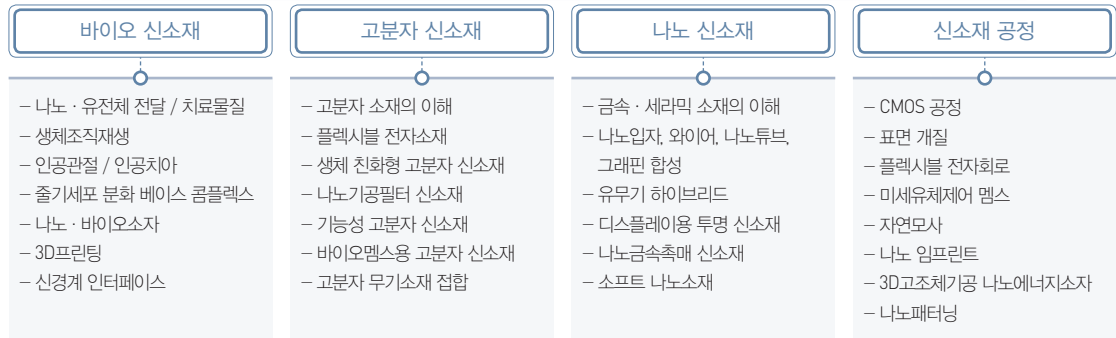 바이오 신소재
– 나노 · 유전체 전달 / 치료물질
– 생체조직재생
– 인공관절 / 인공치아
– 줄기세포 분화 베이스 콤플렉스
– 나노 · 바이오소자
– 3D프린팅
– 신경계 인터페이스
고분자 신소재
– 고분자 소재의 이해
– 플렉시블 전자소재
– 생체 친화형 고분자 신소재
– 나노기공필터 신소재
– 기능성 고분자 신소재
– 바이오멤스용 고분자 신소재
– 고분자 무기소재 접합
나노 신소재
– 금속 · 세라믹 소재의 이해
– 나노입자, 와이어, 나노튜브,
그래핀 합성
– 유무기 하이브리드
– 디스플레이용 투명 신소재
– 나노금속촉매 신소재
– 소프트 나노소재
신소재 공정
– CMOS 공정
– 표면 개질
– 플렉시블 전자회로
– 미세유체제어 멤스
– 자연모사
– 나노 임프린트
– 3D고조체기공 나노에너지소자
– 나노패터닝